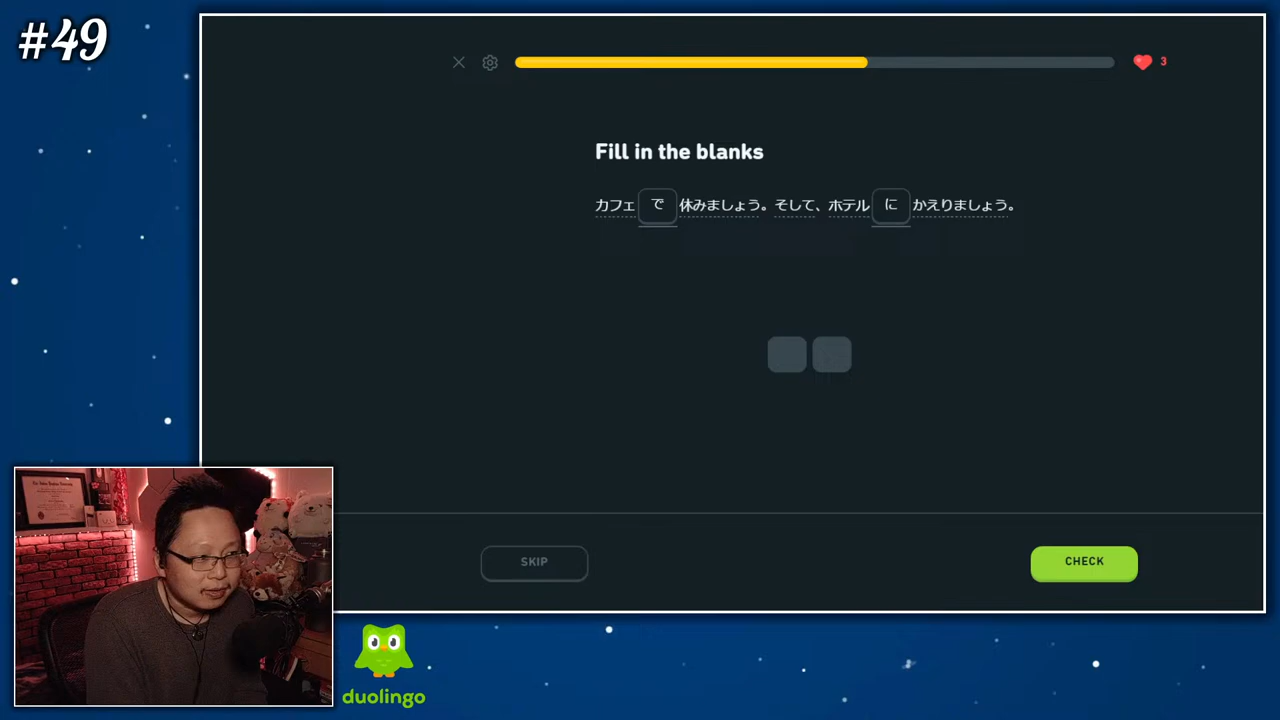 #49
3
Fill in the blanks
カフェ で 休みましょう。そして、ホテル に かえりましょう。
SKIP
CHECK
duolingo